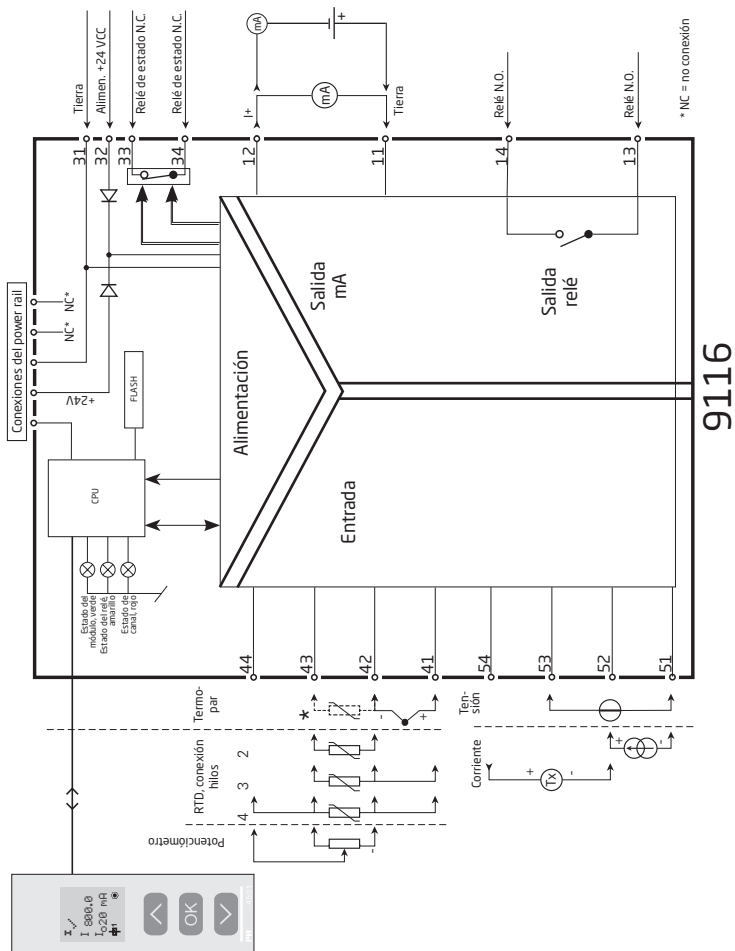 Conexiones del power rail
+24V
NC*
NC*
Tierra
Alimen. +24 VCC
Relé de estado N.C.
Relé de estado N.C.
31
32
33
34
CPU
FLASH
Estado del
módulo, verde
Estado del relé,
amarillo
Estado de
canal, rojo
Alimentación
Entrada
Salida
mA
Salida
relé
12
11
14
13
I+
mA
mA
+
Tierra
Relé N.O.
Relé N.O.
* NC = no conexión
44
43
42
41
54
53
52
51
Termo-
par
*
-
+
RTD, conexión
hilos
2
3
4
Potenciómetro
-
Ten-
sión
Corriente
+
Tx
-
+
-
I 800.0
Io20 mA
OK
PR
9116